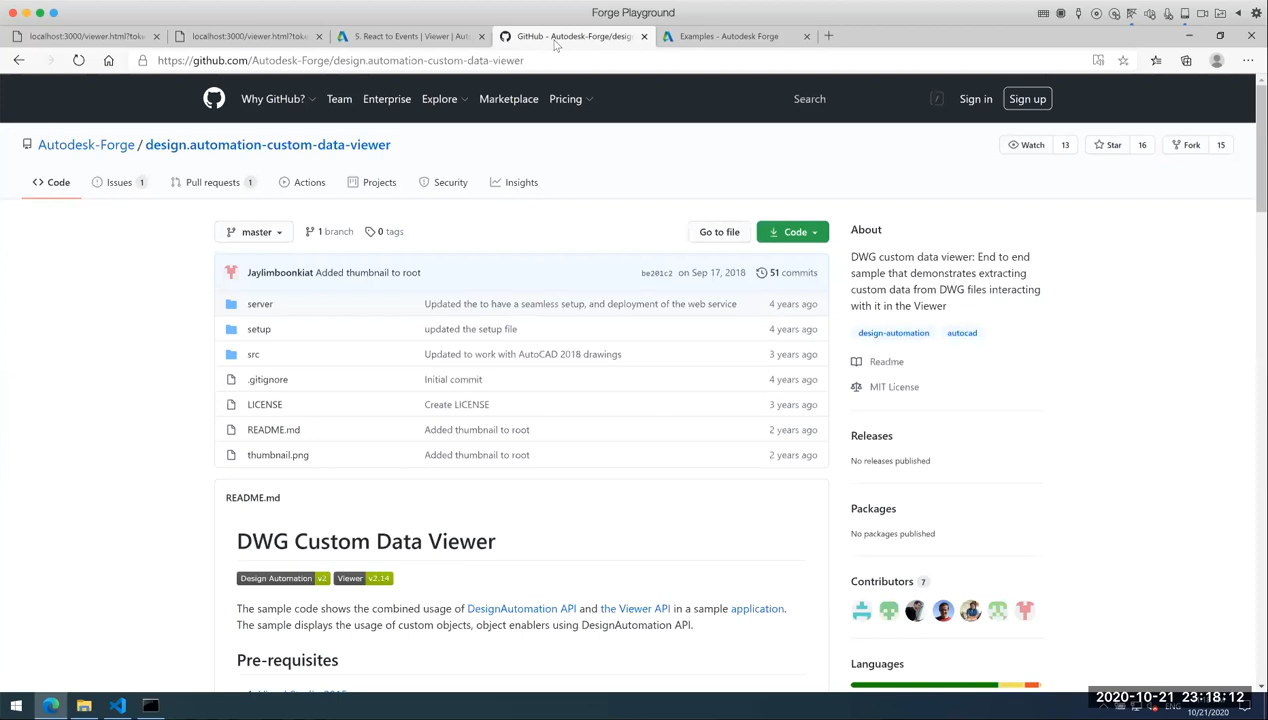 Forge Playground
localhost:3000/viewer.html?toke
localhost:3000/viewer.html?toke
5. React to Events | Viewer | Aut
GitHub - Autodesk-Forge/desig
Examples - Autodesk Forge
https://github.com/Autodesk-Forge/design.automation-custom-data-viewer
Why GitHub? Team Enterprise Explore Marketplace Pricing
Search /
Sign in Sign up
Autodesk-Forge / design.automation-custom-data-viewer
Watch 13 Star 16 Fork 15
Code Issues 1 Pull requests 1 Actions Projects Security Insights
master 1 branch 0 tags Go to file Code
Jaylimboonkiat Added thumbnail to root be201c2 on Sep 17, 2018 51 commits
server Updated the to have a seamless setup, and deployment of the web service 4 years ago
setup updated the setup file 4 years ago
src Updated to work with AutoCAD 2018 drawings 3 years ago
.gitignore Initial commit 4 years ago
LICENSE Create LICENSE 3 years ago
README.md Added thumbnail to root 2 years ago
thumbnail.png Added thumbnail to root 2 years ago
README.md
DWG Custom Data Viewer
Design Automation v2 Viewer v2.14
The sample code shows the combined usage of DesignAutomation API and the Viewer API in a sample application.
The sample displays the usage of custom objects, object enablers using DesignAutomation API.
Pre-requisites
About
DWG custom data viewer: End to end
sample that demonstrates extracting
custom data from DWG files interacting
with it in the Viewer
design-automation autocad
Readme
MIT License
Releases
No releases published
Packages
No packages published
Contributors 7
Languages
2020-10-21 23:18:12
ENG
10/21/2020